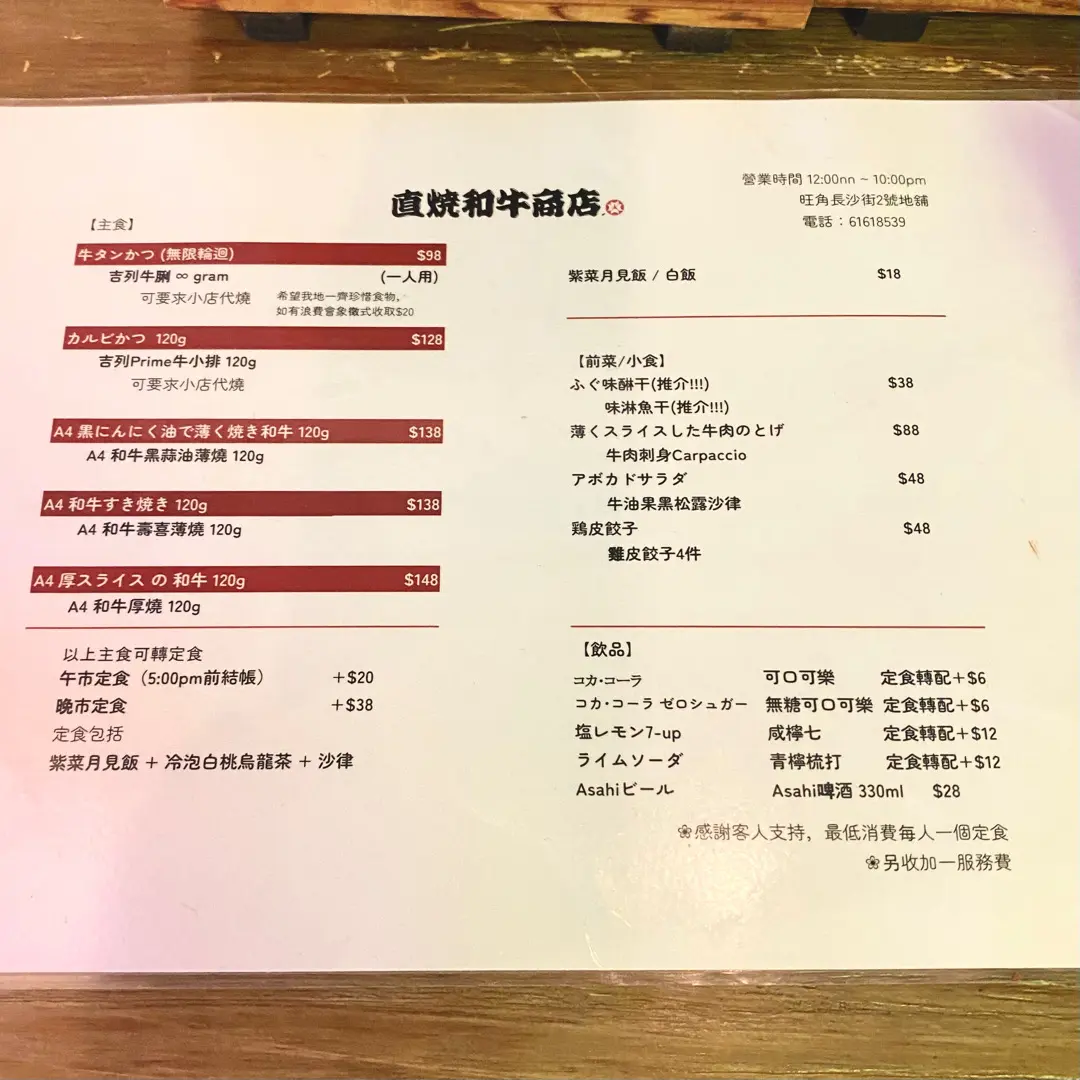 直焼和牛商店
營業時間 12:00nn ~ 10:00pm
旺角長沙街2號地舖
電話：61618539
【主食】
牛タンかつ (無限輪迴) $98
吉列牛脷 ∞ gram (一人用)
可要求小店代燒
希望我地一齊珍惜食物,
如有浪費會象徵式收取$20
カルビかつ 120g $128
吉列Prime牛小排 120g
可要求小店代燒
A4 黒にんにく油で薄く焼き和牛 120g $138
A4 和牛黑蒜油薄燒 120g
A4 和牛すき焼き 120g $138
A4 和牛壽喜薄燒 120g
A4 厚スライス の 和牛 120g $148
A4 和牛厚燒 120g
以上主食可轉定食
午市定食（5:00pm前結帳） +$20
晚市定食 +$38
定食包括
紫菜月見飯 + 冷泡白桃烏龍茶 + 沙律
紫菜月見飯 / 白飯 $18
【前菜/小食】
ふぐ味醂干(推介!!!) $38
味淋魚干(推介!!!)
薄くスライスした牛肉のとげ $88
牛肉刺身Carpaccio
アボカドサラダ $48
牛油果黑松露沙律
鶏皮餃子 $48
雞皮餃子4件
【飲品】
コカ・コーラ 可口可樂 定食轉配+$6
コカ・コーラ ゼロシュガー 無糖可口可樂 定食轉配+$6
塩レモン7-up 咸檸七 定食轉配+$12
ライムソーダ 青檸梳打 定食轉配+$12
Asahiビール Asahi啤酒 330ml $28
❀感謝客人支持，最低消費每人一個定食
❀另收加一服務費